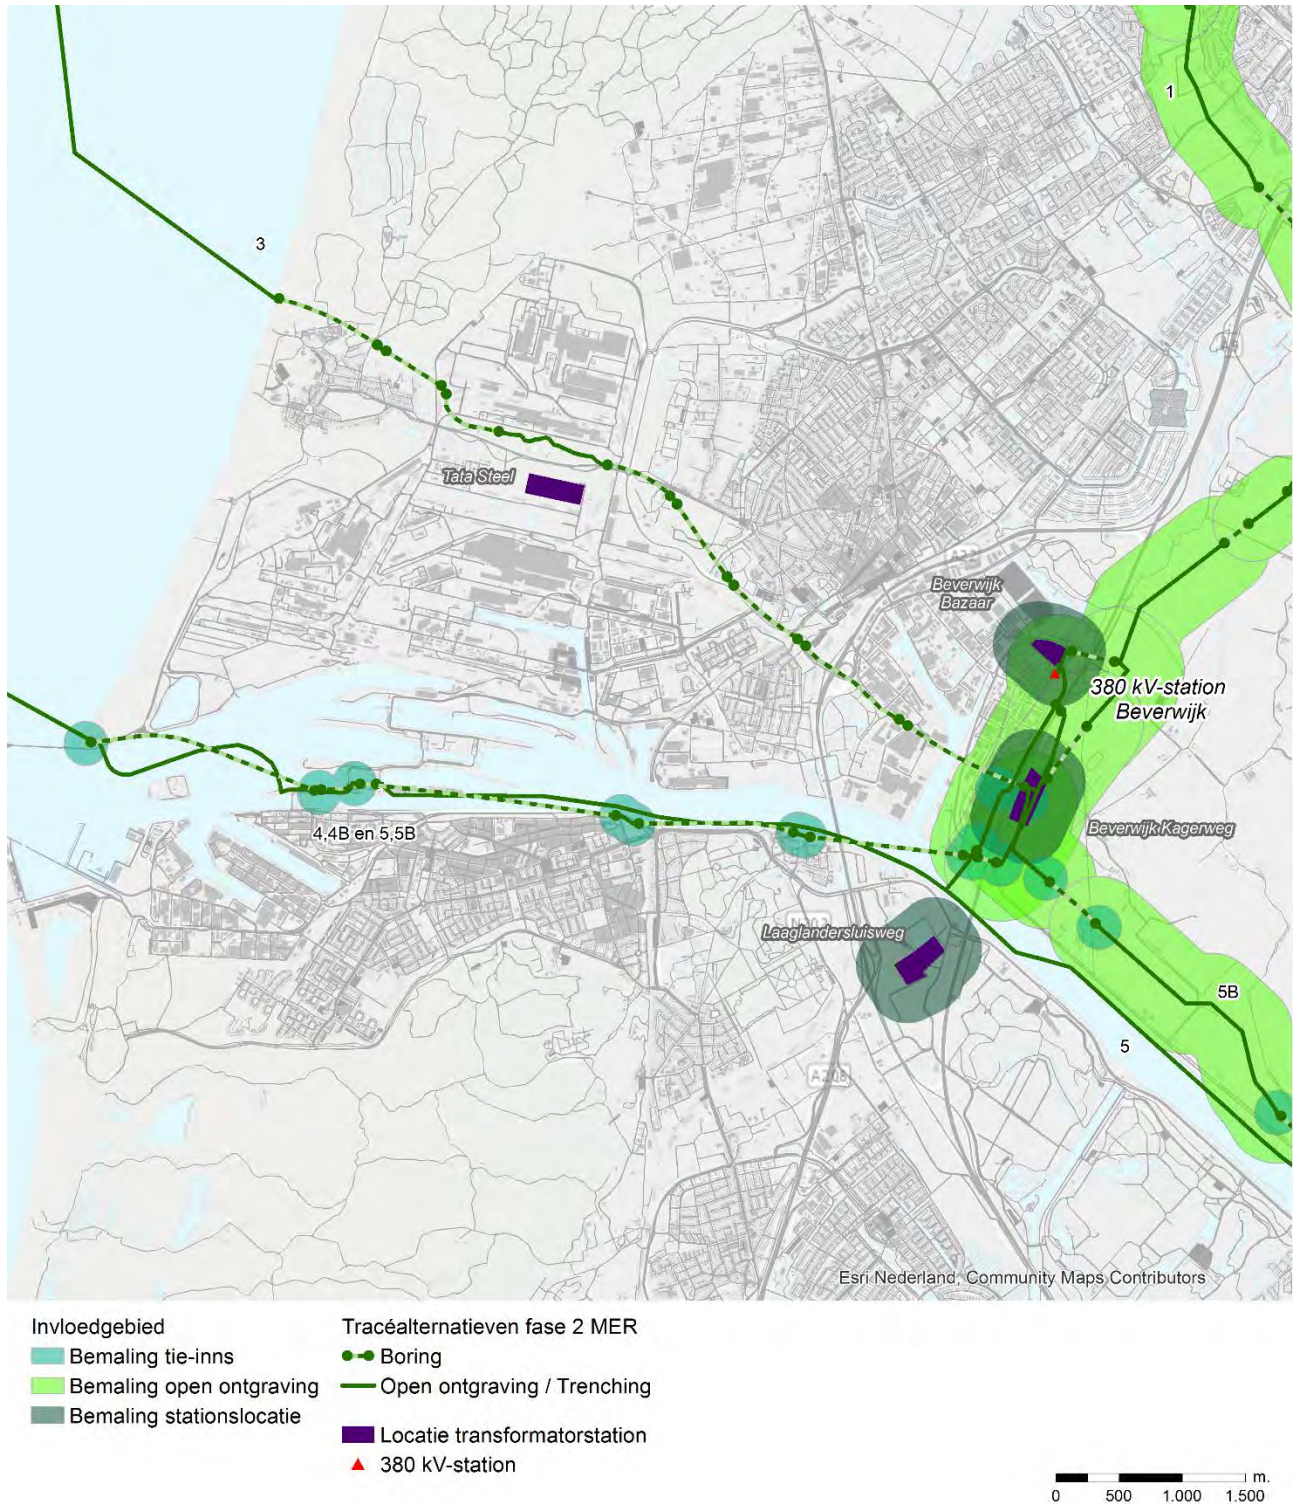 1
3
Tata Steel
Beverwijk
Bazaar
380 kV-station
Beverwijk
4,4B en 5,5B
Beverwijk Kagerweg
Laaglandersluisweg
5B
5
A208
Esri Nederland, Community Maps Contributors
Invloedgebied
Bemaling tie-inns
Bemaling open ontgraving
Bemaling stationslocatie
Tracéalternatieven fase 2 MER
Boring
Open ontgraving / Trenching
Locatie transformatorstation
380 kV-station
m.
0 500 1.000 1.500